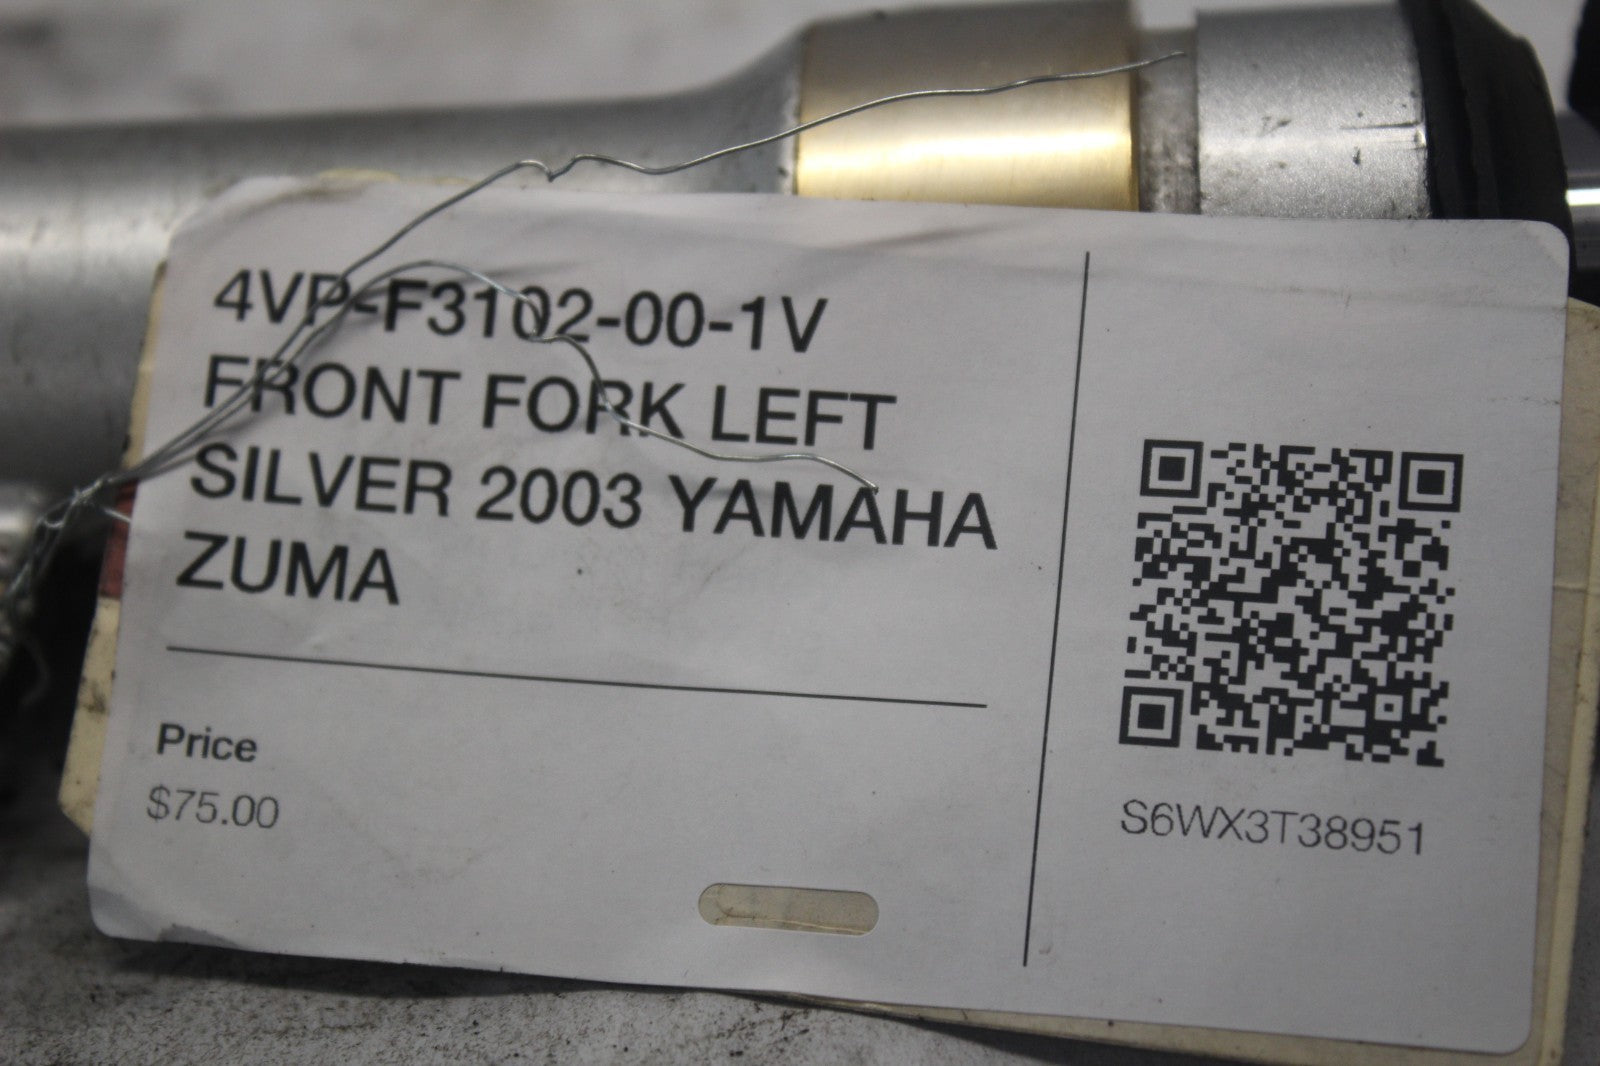 4VP-F3102-00-1V
FRONT FORK LEFT
SILVER 2003 YAMAHA
ZUMA
Price
$75.00
S6WX3T38951